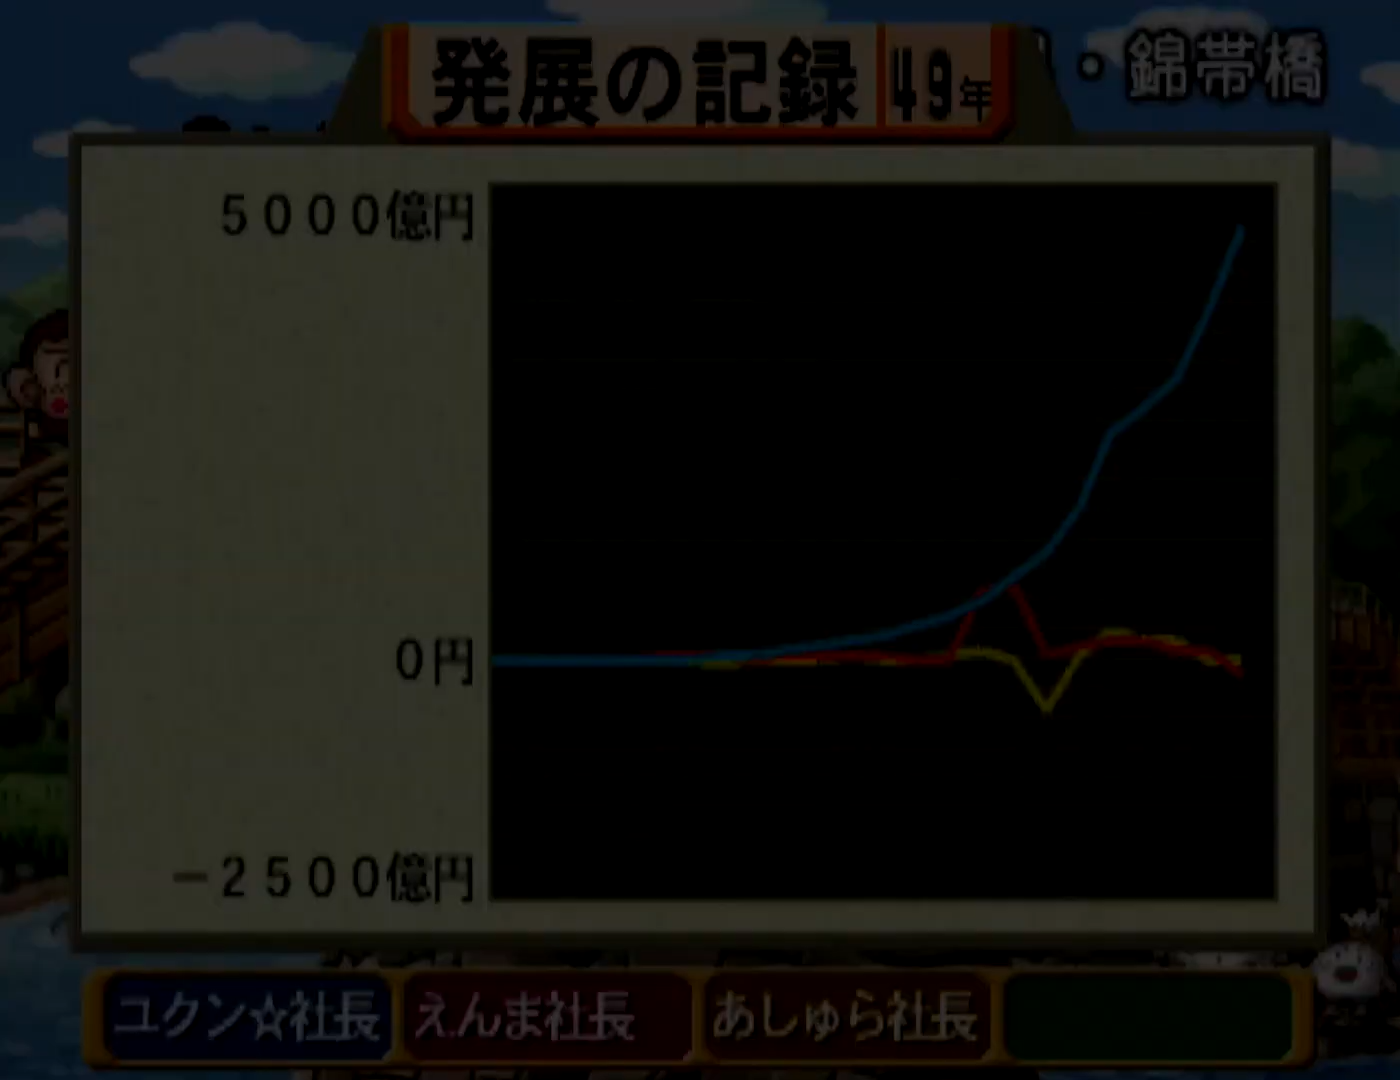 発展の記録 49年
・錦帯橋
5000億円
0円
−2500億円
ユクン☆社長 えんま社長 あしゅら社長